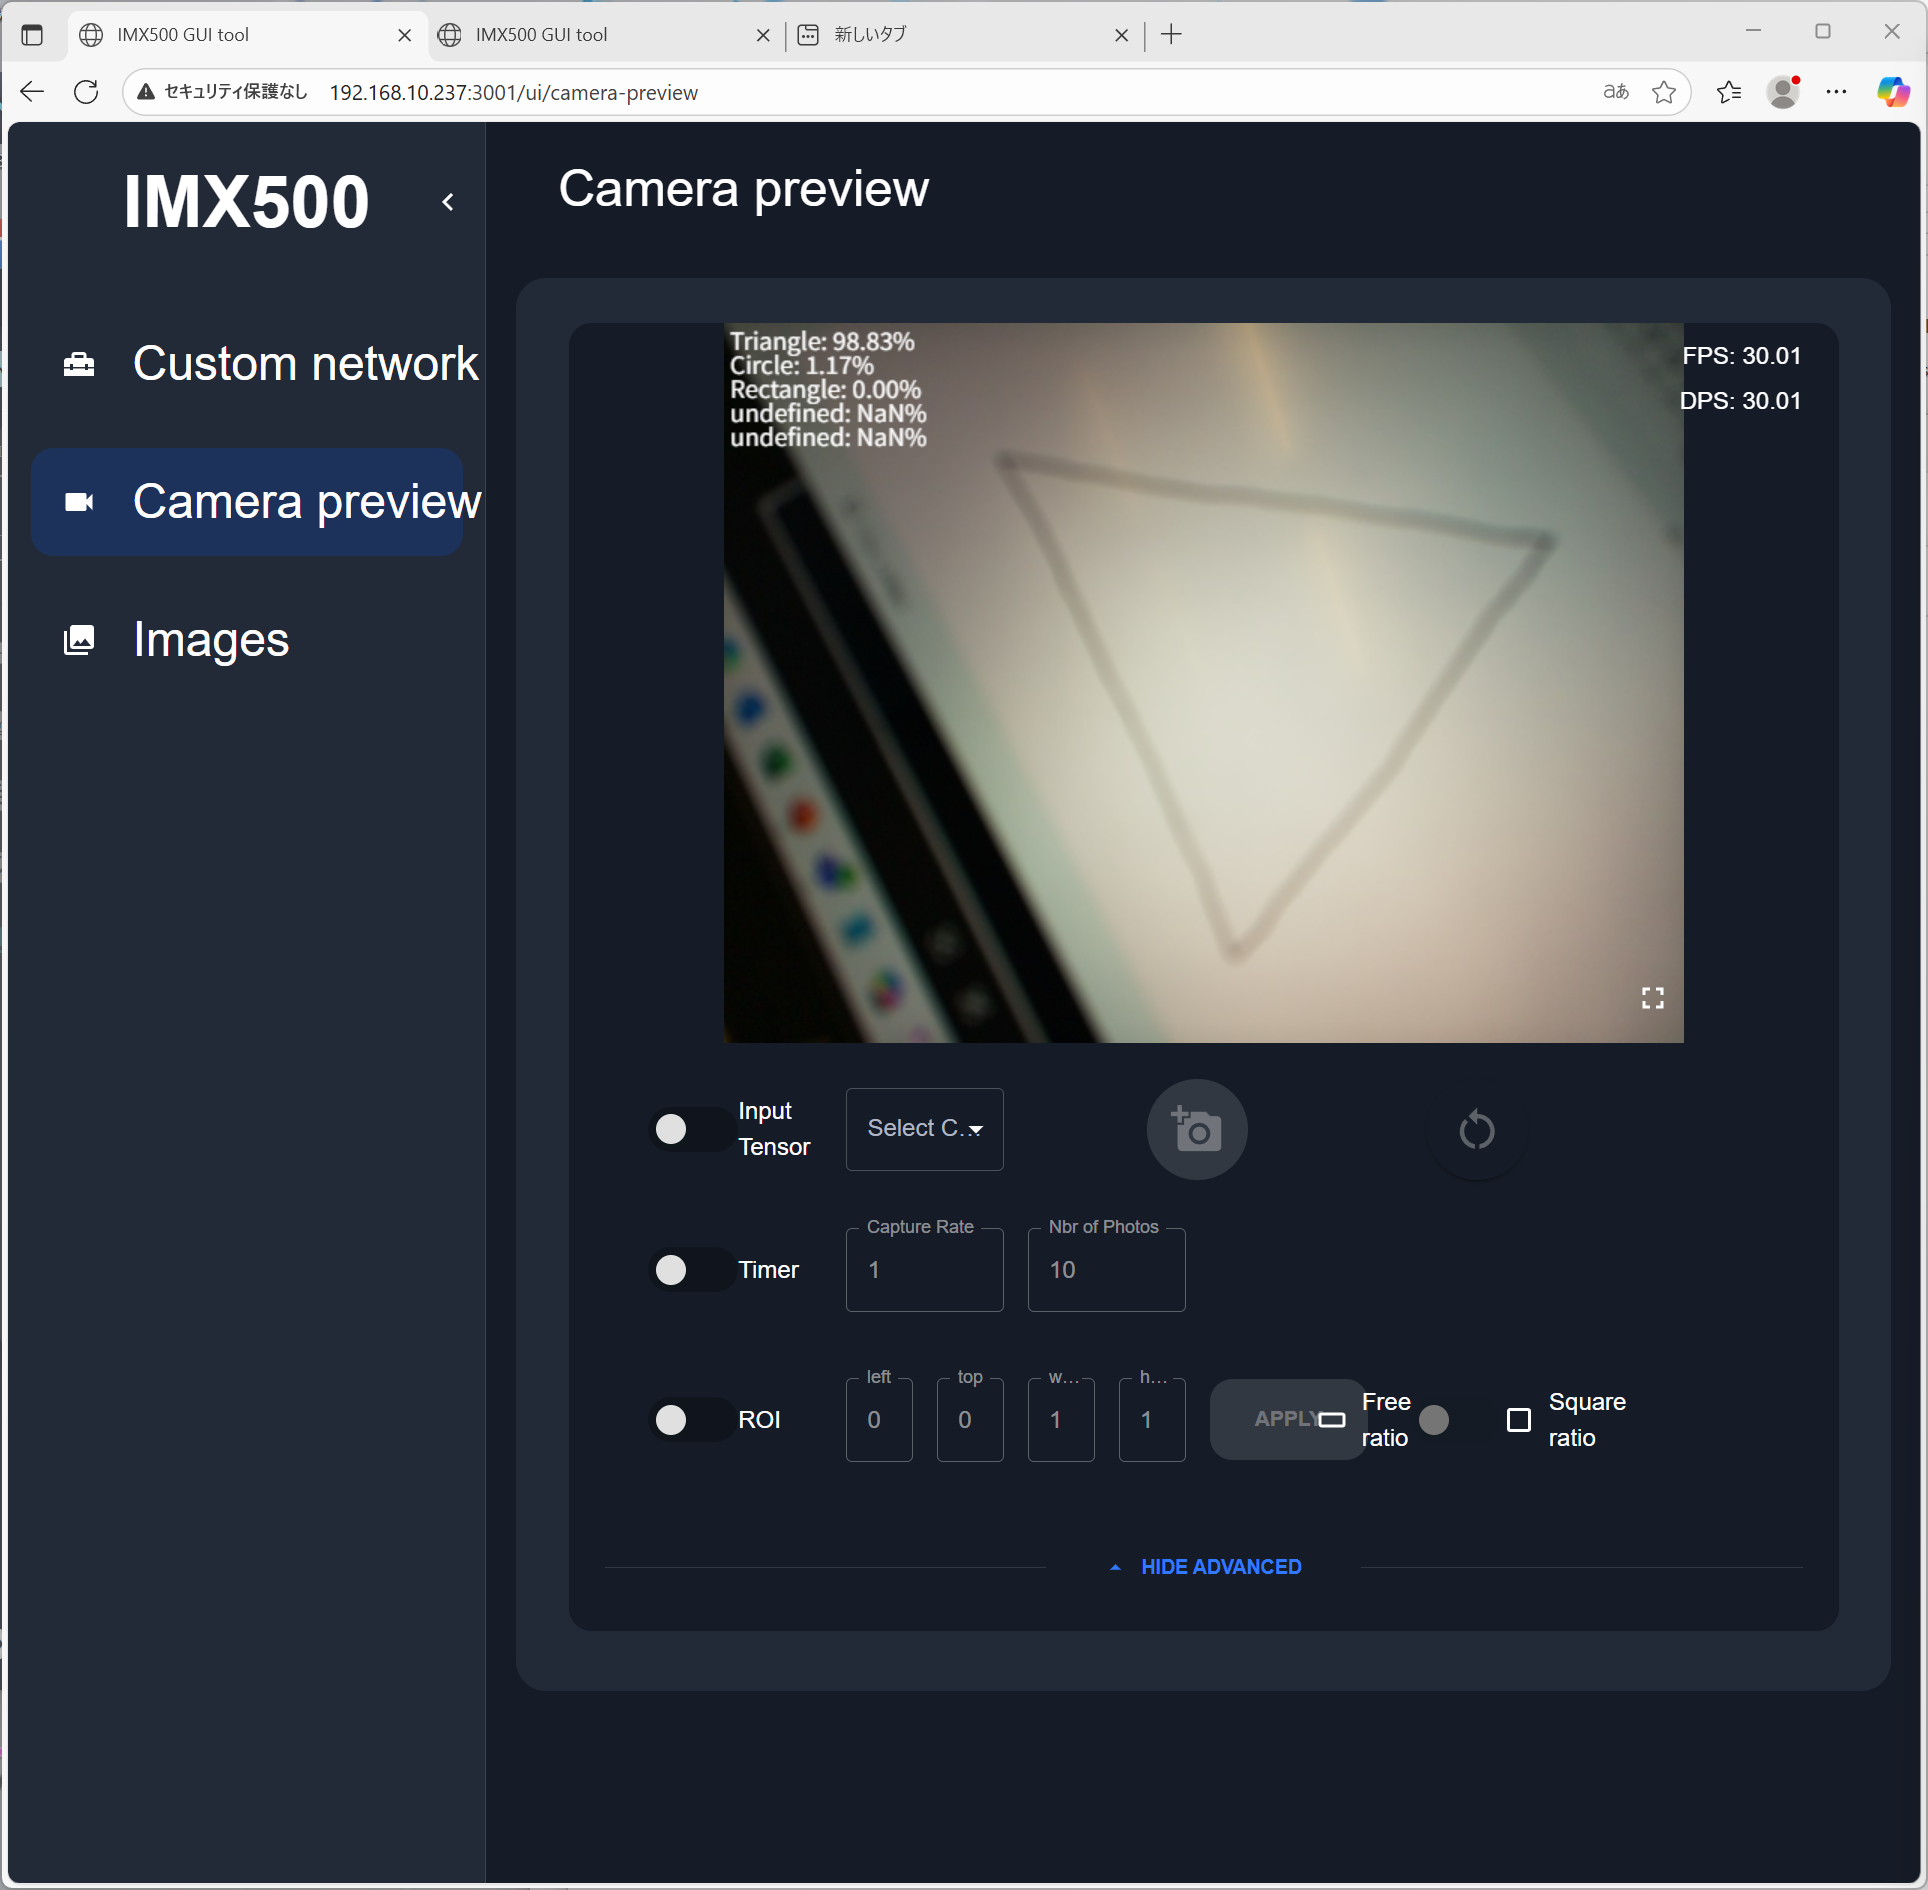 IMX500 GUI tool
IMX500 GUI tool
新しいタブ
セキュリティ保護なし
192.168.10.237:3001/ui/camera-preview
aあ
IMX500
Custom network
Camera preview
Images
Camera preview
Triangle: 98.83%
Circle: 1.17%
Rectangle: 0.00%
undefined: NaN%
undefined: NaN%
FPS: 30.01
DPS: 30.01
Input
Tensor
Select C...
Timer
Capture Rate
1
Nbr of Photos
10
ROI
left
0
top
0
w...
1
h...
1
APPLY
Free
ratio
Square
ratio
HIDE ADVANCED